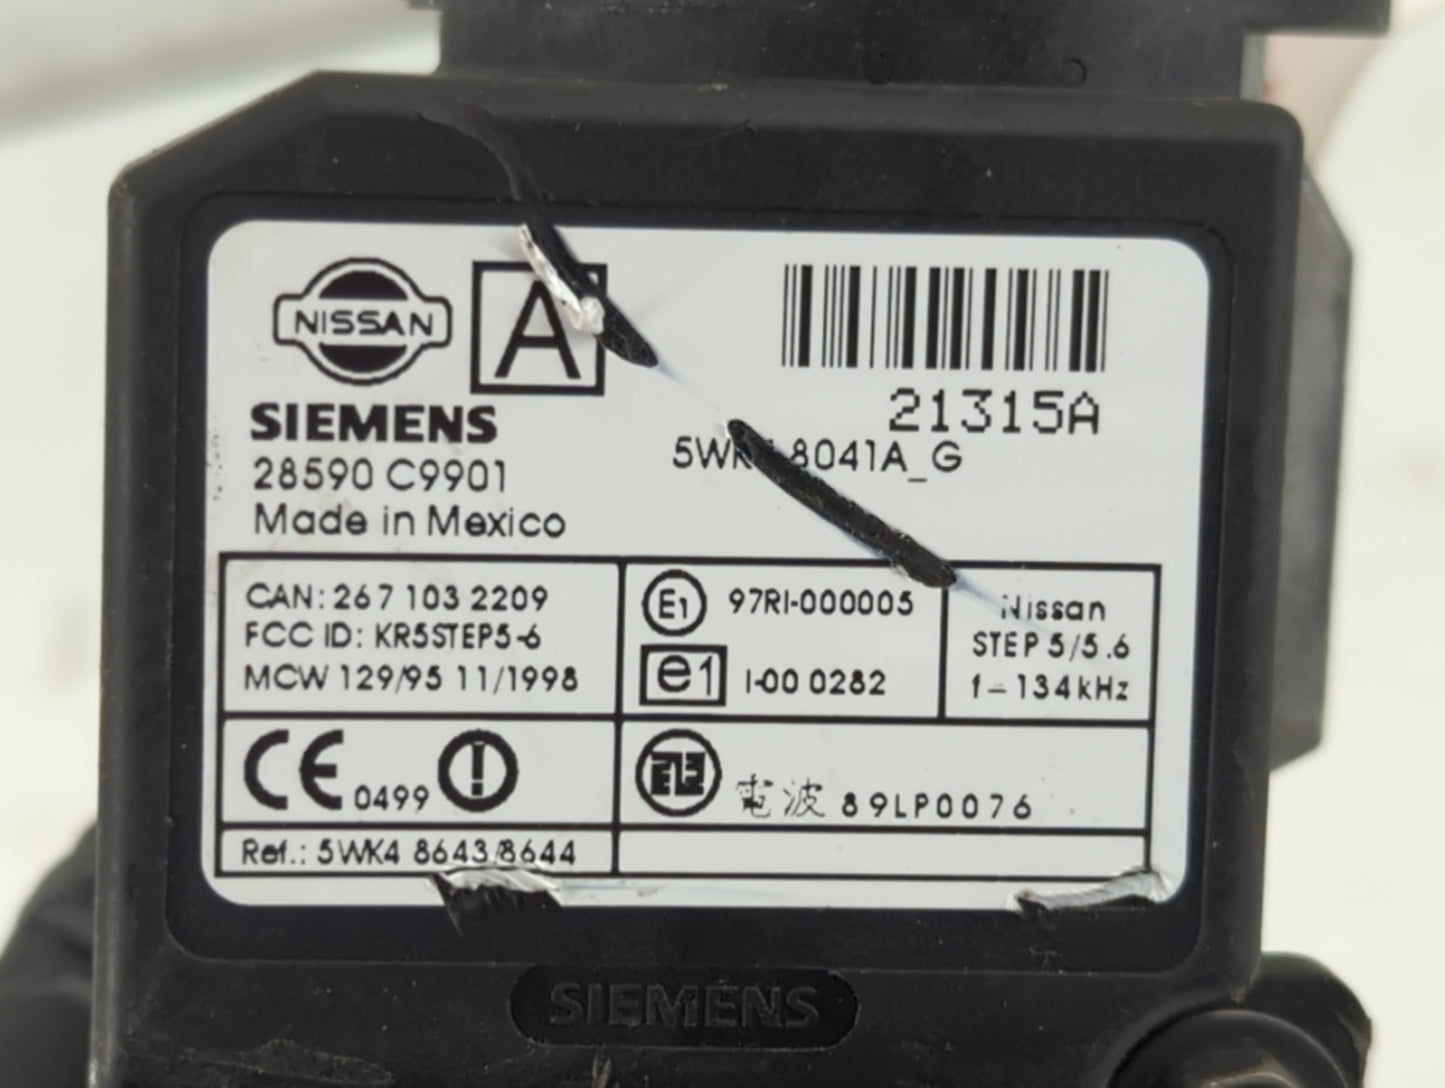 NISSAN
A
21315A
SIEMENS
8041A_G
28590 C9901
Made in Mexico
CAN: 267 103 2209
FCC ID: KR5STEP5-6
MCW 129/95 11/1998
E1 97RI-000005
e1 I-00 0282
Nissan
STEP 5/5.6
f=134kHz
CE 0499
電波 89LP0076
Ref.: 5WK4 8643/8644
SIEMENS